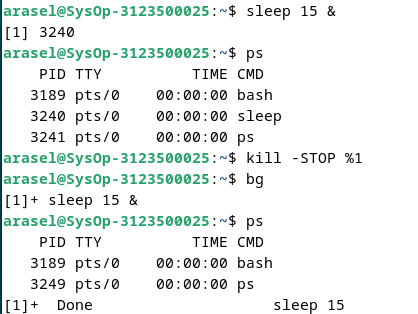 arasel@SysOp-3123500025:~$ sleep 15 &
[1] 3240
arasel@SysOp-3123500025:~$ ps
    PID TTY          TIME CMD
   3189 pts/0    00:00:00 bash
   3240 pts/0    00:00:00 sleep
   3241 pts/0    00:00:00 ps
arasel@SysOp-3123500025:~$ kill -STOP %1
arasel@SysOp-3123500025:~$ bg
[1]+ sleep 15 &
arasel@SysOp-3123500025:~$ ps
    PID TTY          TIME CMD
   3189 pts/0    00:00:00 bash
   3249 pts/0    00:00:00 ps
[1]+  Done                    sleep 15